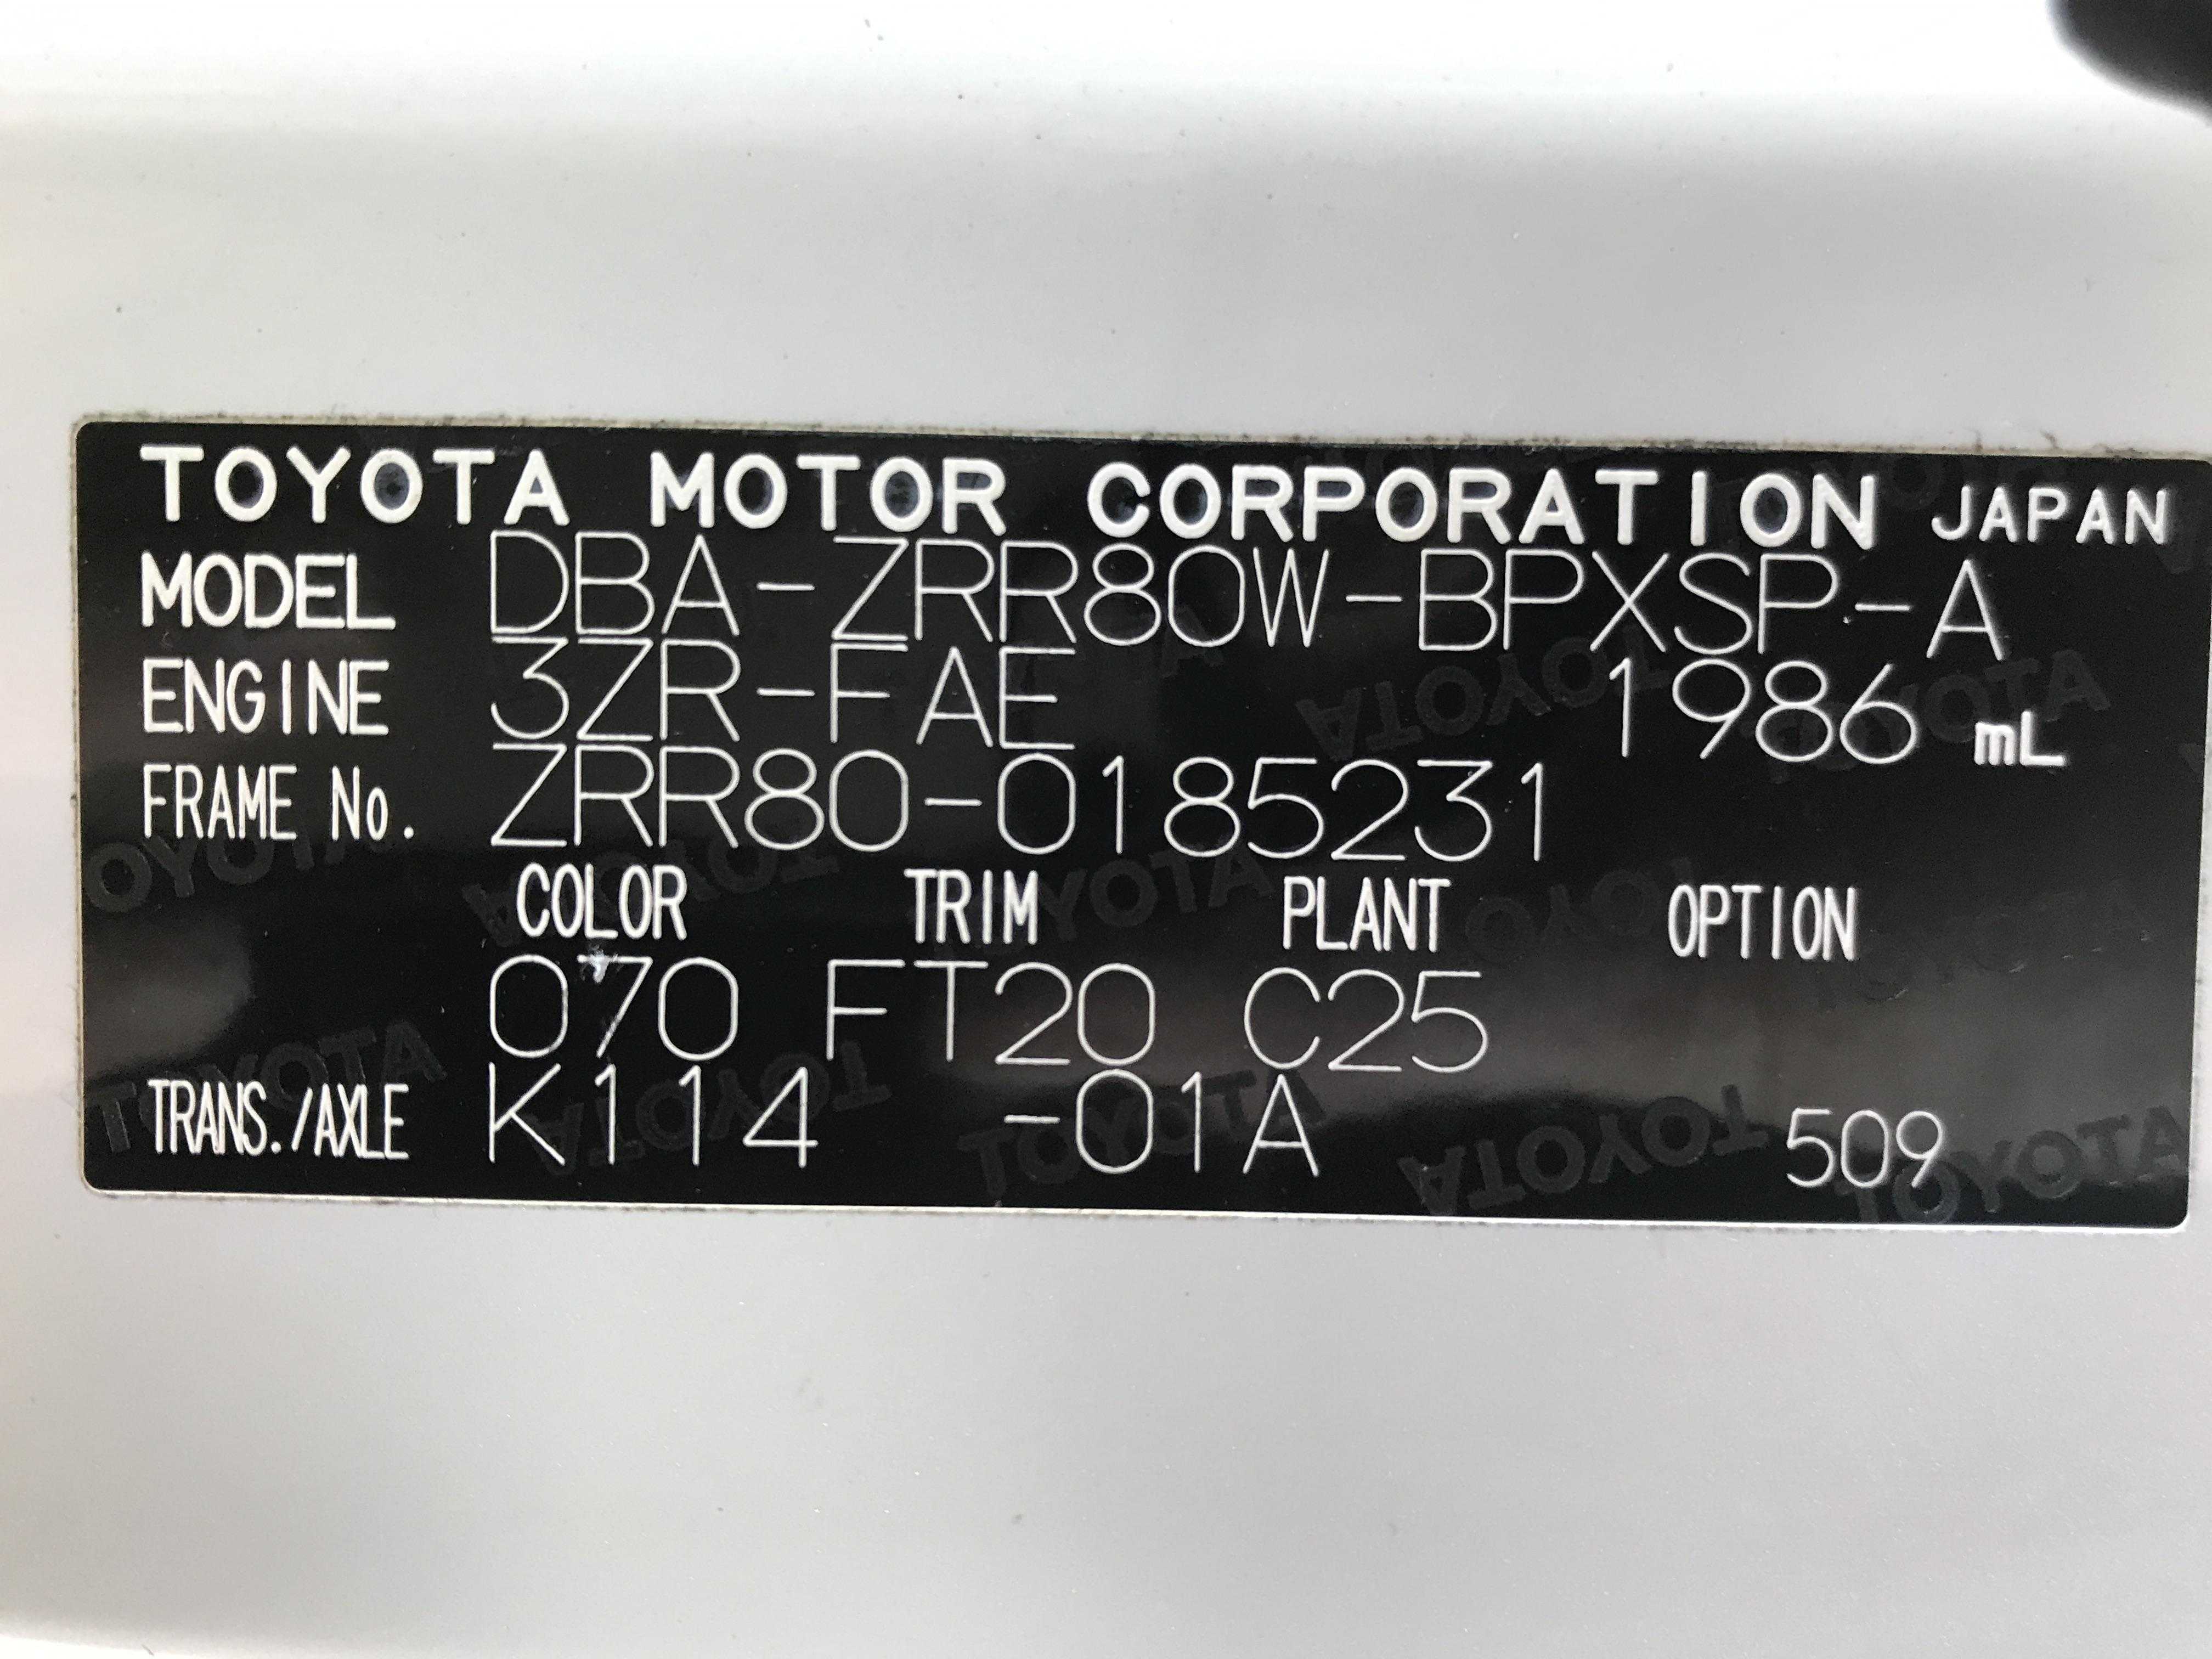 TOYOTA MOTOR CORPORATION JAPAN
MODEL DBA-ZRR80W-BPXSP-A
ENGINE 3ZR-FAE 1986 mL
FRAME No. ZRR80-0185231
COLOR TRIM PLANT OPTION
070 FT20 C25
TRANS./AXLE K114 -01A 509